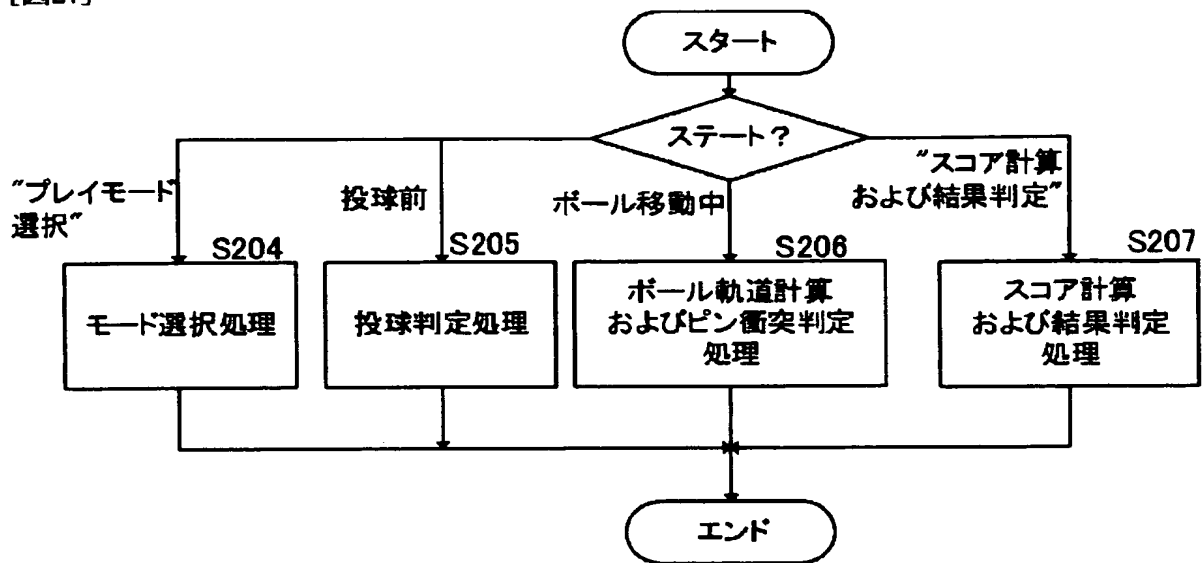 スタート
ステート？
"プレイモード
選択"
投球前
ボール移動中
"スコア計算
および結果判定"
S204
S205
S206
S207
モード選択処理
投球判定処理
ボール軌道計算
およびピン衝突判定
処理
スコア計算
および結果判定
処理
エンド